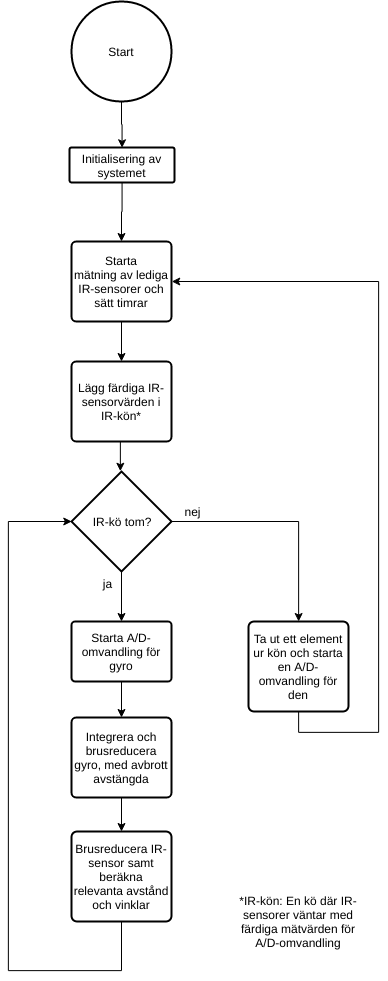 Start
Initialisering av
systemet
Starta
mätning av lediga
IR-sensorer och
sätt timrar
Lägg färdiga IR-
sensorvärden i
IR-kön*
IR-kö tom?
nej
ja
Starta A/D-
omvandling för
gyro
Ta ut ett element
ur kön och starta
en A/D-
omvandling för
den
Integrera och
brusreducera
gyro, med avbrott
avstängda
Brusreducera IR-
sensor samt
beräkna
relevanta avstånd
och vinklar
*IR-kön: En kö där IR-
sensorer väntar med
färdiga mätvärden för
A/D-omvandling